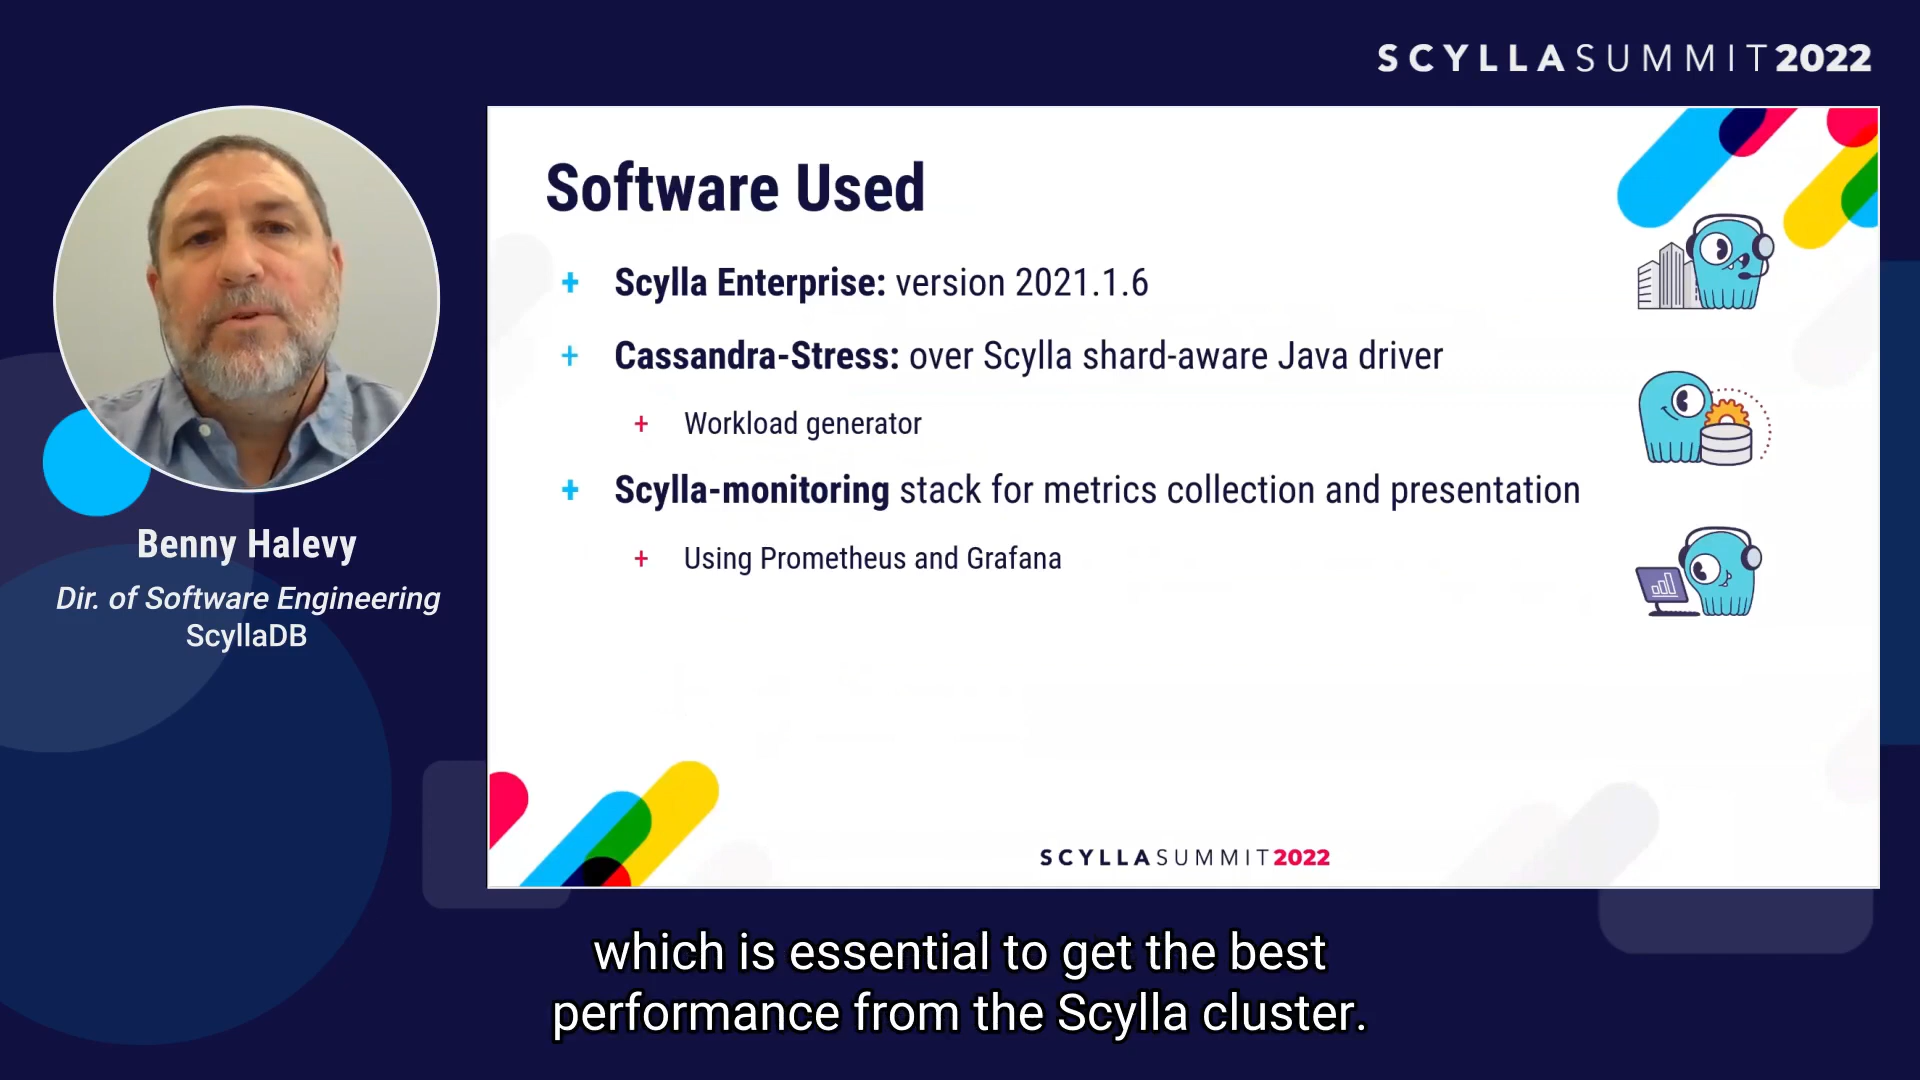 SCYLLASUMMIT2022
Benny Halevy
Dir. of Software Engineering
ScyllaDB
Software Used
+ Scylla Enterprise: version 2021.1.6
+ Cassandra-Stress: over Scylla shard-aware Java driver
+ Workload generator
+ Scylla-monitoring stack for metrics collection and presentation
+ Using Prometheus and Grafana
SCYLLASUMMIT2022
which is essential to get the best
performance from the Scylla cluster.